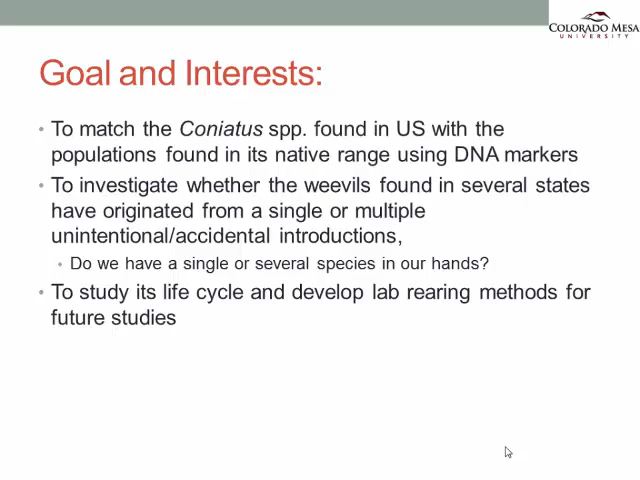 COLORADO MESA
UNIVERSITY
Goal and Interests:
• To match the Coniatus spp. found in US with the
populations found in its native range using DNA markers
• To investigate whether the weevils found in several states
have originated from a single or multiple
unintentional/accidental introductions,
• Do we have a single or several species in our hands?
• To study its life cycle and develop lab rearing methods for
future studies